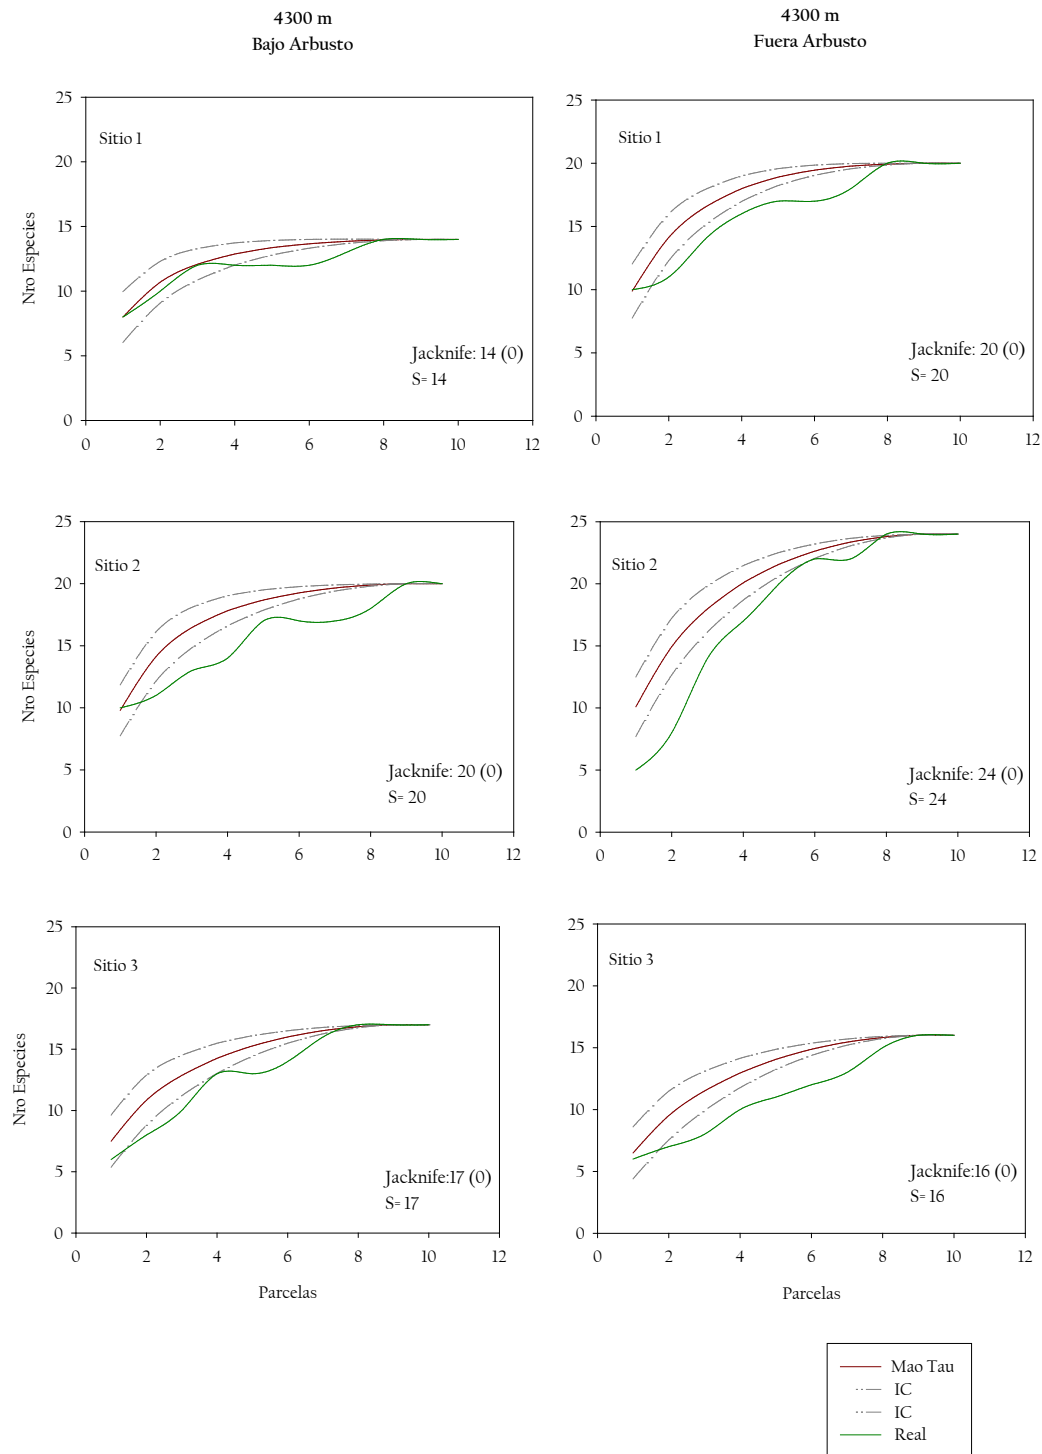 4300 m
Bajo Arbusto
4300 m
Fuera Arbusto
25
20
15
10
5
0
Nro Especies
Sitio 1
Jacknife: 14 (0)
S= 14
0 2 4 6 8 10 12
25
20
15
10
5
0
Sitio 1
Jacknife: 20 (0)
S= 20
0 2 4 6 8 10 12
25
20
15
10
5
0
Nro Especies
Sitio 2
Jacknife: 20 (0)
S= 20
0 2 4 6 8 10 12
25
20
15
10
5
0
Sitio 2
Jacknife: 24 (0)
S= 24
0 2 4 6 8 10 12
25
20
15
10
5
0
Nro Especies
Sitio 3
Jacknife:17 (0)
S= 17
0 2 4 6 8 10 12
Parcelas
25
20
15
10
5
0
Sitio 3
Jacknife:16 (0)
S= 16
0 2 4 6 8 10 12
Parcelas
Mao Tau
IC
IC
Real